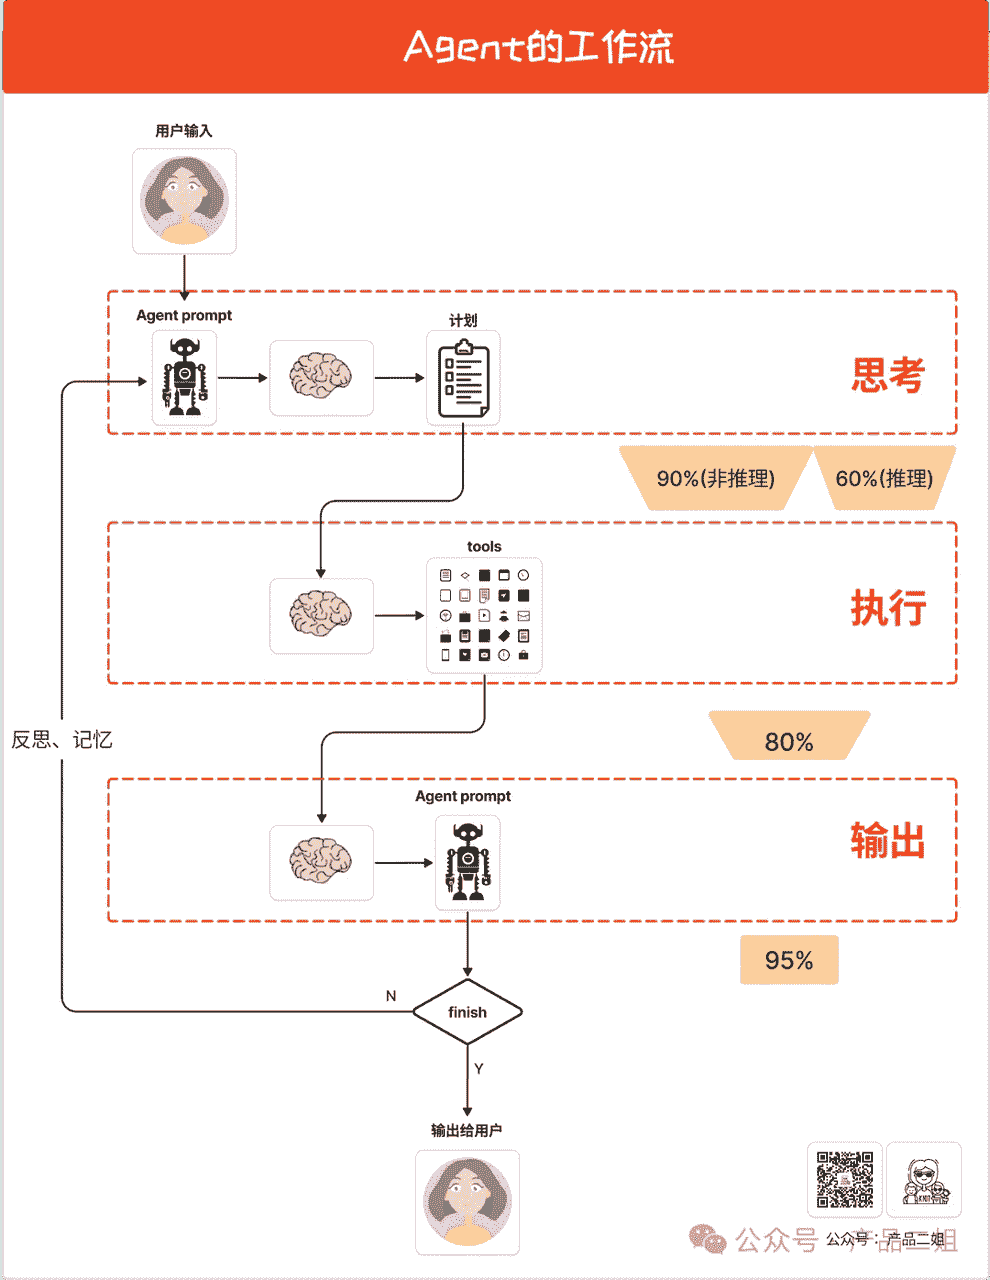 Agent的工作流
用户输入
Agent prompt
计划
思考
90%(非推理)
60%(推理)
tools
执行
反思、记忆
80%
Agent prompt
输出
95%
N
finish
Y
输出给用户
公众号：产品二姐
公众号 · 产品二姐